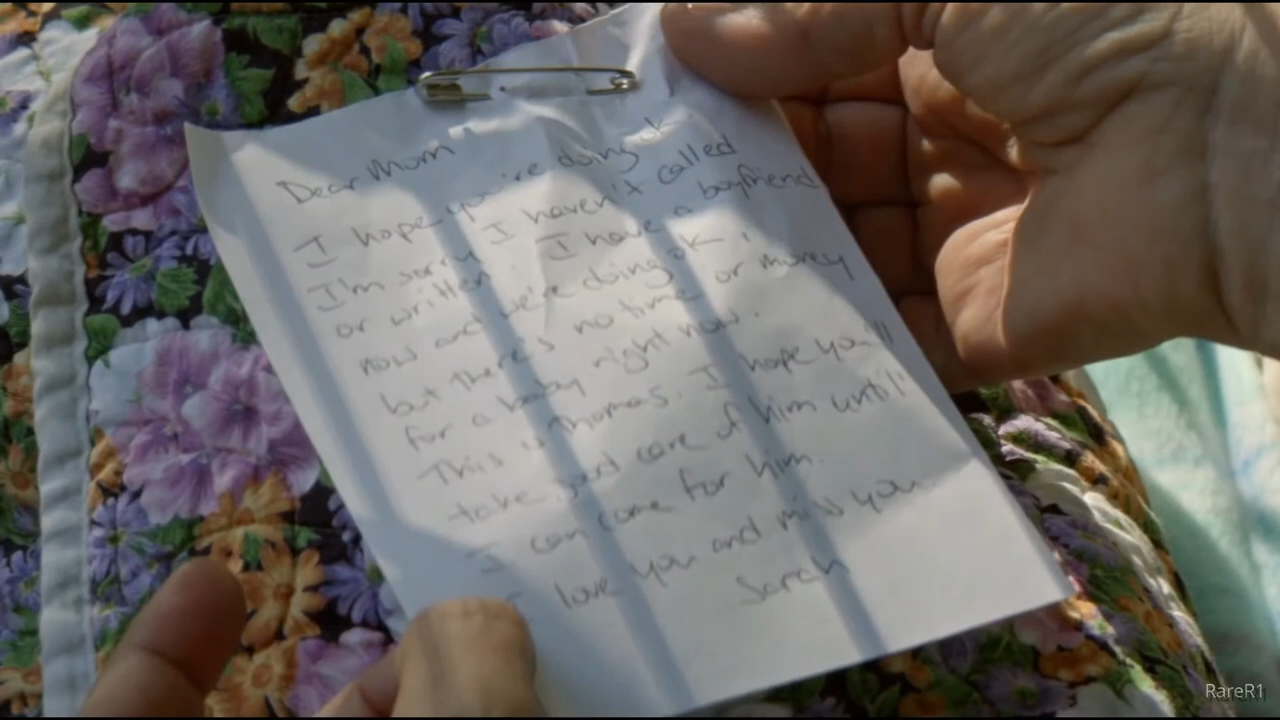 Dear Mom
I hope you're doing ok
I'm sorry I haven't called
or written I have a boyfriend
now and we're doing ok,
but there's no time or money
for a baby right now.
This is Thomas. I hope you'll
take good care of him until
I can come for him.
I love you and miss you
Sarah
RareR1